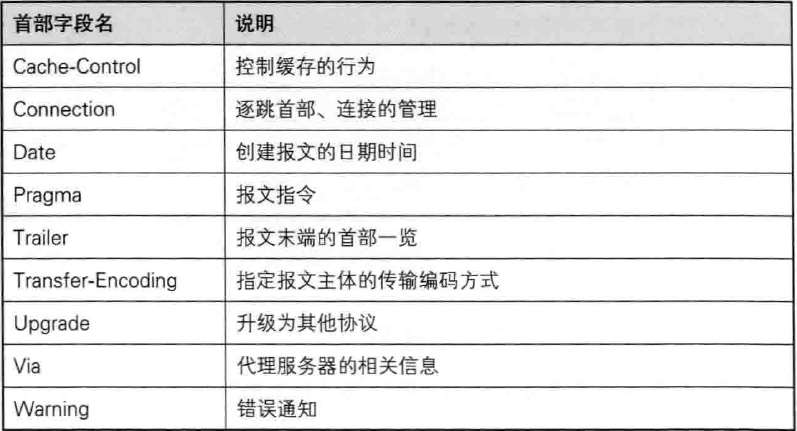 首部字段名 说明
Cache-Control 控制缓存的行为
Connection 逐跳首部、连接的管理
Date 创建报文的日期时间
Pragma 报文指令
Trailer 报文末端的首部一览
Transfer-Encoding 指定报文主体的传输编码方式
Upgrade 升级为其他协议
Via 代理服务器的相关信息
Warning 错误通知